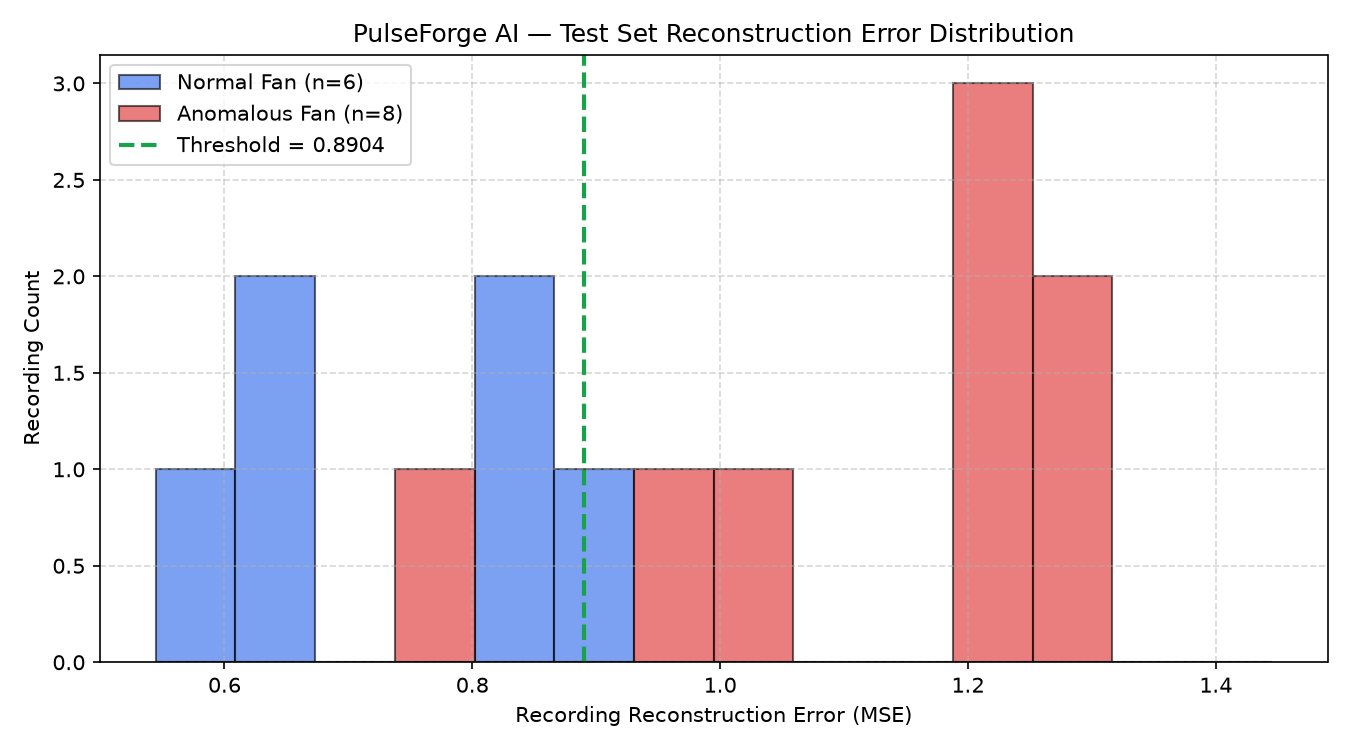 PulseForge AI — Test Set Reconstruction Error Distribution
Normal Fan (n=6)
Anomalous Fan (n=8)
Threshold = 0.8904
Recording Count
3.0
2.5
2.0
1.5
1.0
0.5
0.0
0.6 0.8 1.0 1.2 1.4
Recording Reconstruction Error (MSE)